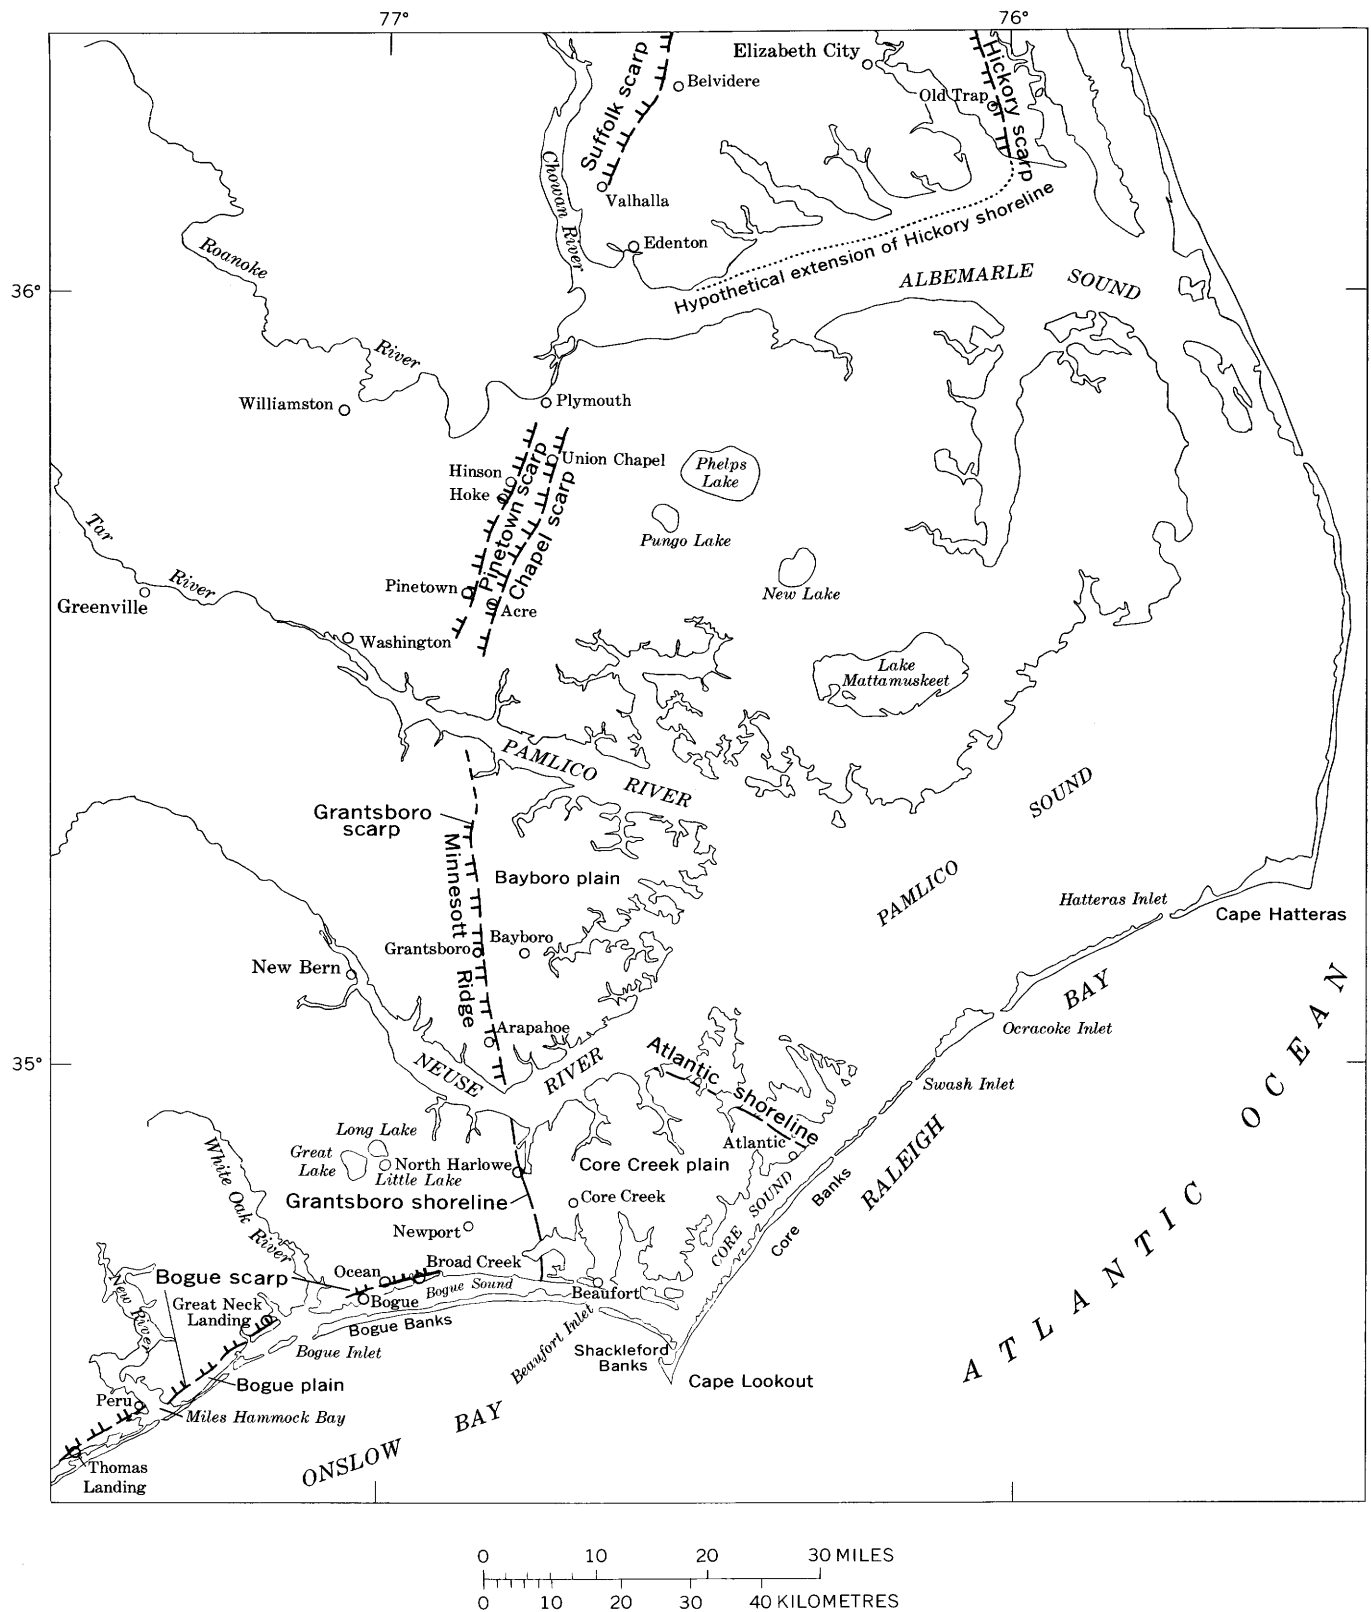 77°
76°
Elizabeth City
Suffolk scarp
Belvidere
Old Trap
Hickory scarp
Chowan River
Valhalla
Edenton
Hypothetical extension of Hickory shoreline
Roanoke
River
36°
ALBEMARLE SOUND
Williamston
Plymouth
Hinson
Hoke
Union Chapel
Pinetown scarp
Chapel scarp
Phelps
Lake
Pungo Lake
New Lake
Tar
River
Greenville
Pinetown
Acre
Washington
Lake
Mattamuskeet
PAMLICO RIVER
Grantsboro
scarp
Minnesott Ridge
Bayboro plain
PAMLICO SOUND
Grantsboro
Bayboro
Hatteras Inlet
Cape Hatteras
New Bern
Arapahoe
Ocracoke Inlet
35°
NEUSE RIVER
Atlantic shoreline
Swash Inlet
RALEIGH BAY
ATLANTIC OCEAN
Long Lake
Great
Lake
Little Lake
North Harlowe
Atlantic
Core Creek plain
Grantsboro shoreline
Core Creek
CORE SOUND
Core Banks
White Oak River
Newport
Broad Creek
Ocean
Bogue scarp
Bogue
Bogue Sound
Beaufort
New River
Great Neck
Landing
Bogue Banks
Beaufort Inlet
Bogue Inlet
Shackleford
Banks
Bogue plain
Cape Lookout
Peru
Miles Hammock Bay
ONSLOW BAY
Thomas
Landing
0 10 20 30 MILES
0 10 20 30 40 KILOMETRES